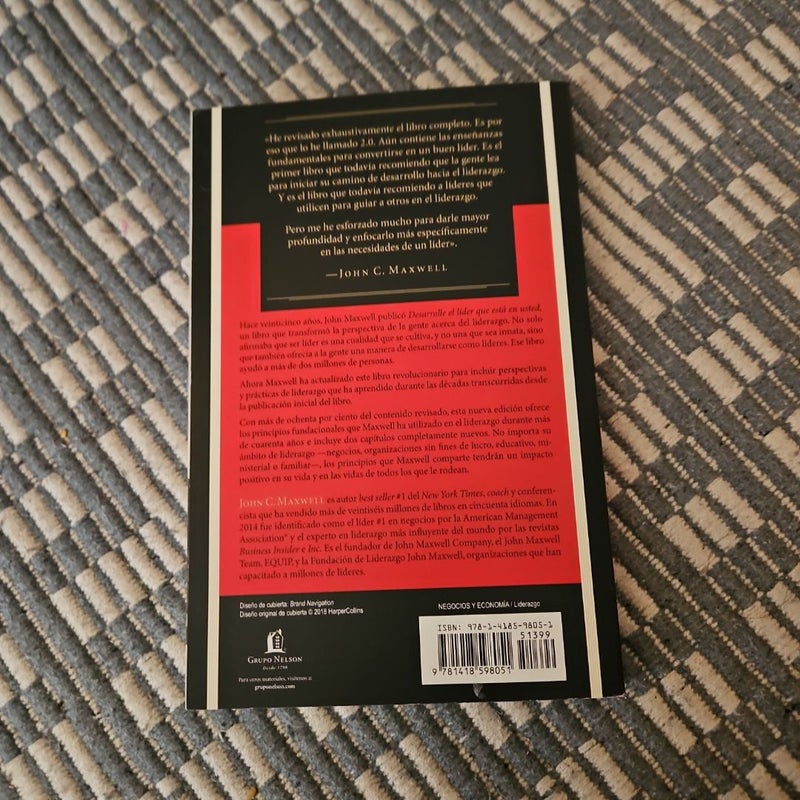 «He revisado exhaustivamente el libro completo. Es por
eso que lo he llamado 2.0. Aún contiene las enseñanzas
fundamentales para convertirse en un buen líder. Es el
primer libro que todavía recomiendo que la gente lea
para iniciar su camino de desarrollo hacia el liderazgo.
Y es el libro que todavía recomiendo a líderes que
utilicen para guiar a otros en el liderazgo.
Pero me he esforzado mucho para darle mayor
profundidad y enfocarlo más específicamente
en las necesidades de un líder».
—JOHN C. MAXWELL
Hace veinticinco años, John Maxwell publicó Desarrolle el líder que está en usted,
un libro que transformó la perspectiva de la gente acerca del liderazgo. No solo
afirmaba que ser líder es una cualidad que se cultiva, y no una que sea innata, sino
que también ofrecía a la gente una manera de desarrollarse como líderes. Ese libro
ayudó a más de dos millones de personas.
Ahora Maxwell ha actualizado este libro revolucionario para incluir perspectivas
y prácticas de liderazgo que ha aprendido durante las décadas transcurridas desde
la publicación inicial del libro.
Con más de ochenta por ciento del contenido revisado, esta nueva edición ofrece
los principios fundacionales que Maxwell ha utilizado en el liderazgo durante más
de cuarenta años e incluye dos capítulos completamente nuevos. No importa su
ámbito de liderazgo —negocios, organizaciones sin fines de lucro, educativo, mi-
nisterial o familiar—, los principios que Maxwell comparte tendrán un impacto
positivo en su vida y en las vidas de todos los que le rodean.
JOHN C. MAXWELL es autor best seller #1 del New York Times, coach y conferen-
cista que ha vendido más de veintiséis millones de libros en cincuenta idiomas. En
2014 fue identificado como el líder #1 en negocios por la American Management
Association® y el experto en liderazgo más influyente del mundo por las revistas
Business Insider e Inc. Es el fundador de John Maxwell Company, el John Maxwell
Team, EQUIP, y la Fundación de Liderazgo John Maxwell, organizaciones que han
capacitado a millones de líderes.
Diseño de cubierta: Brand Navigation
Diseño original de cubierta © 2018 HarperCollins
NEGOCIOS Y ECONOMÍA / Liderazgo
ISBN: 978-1-4185-9805-1
51399
9 781418 598051
GRUPO NELSON
Desde 1798
Para otros materiales, visítenos a:
gruponelson.com